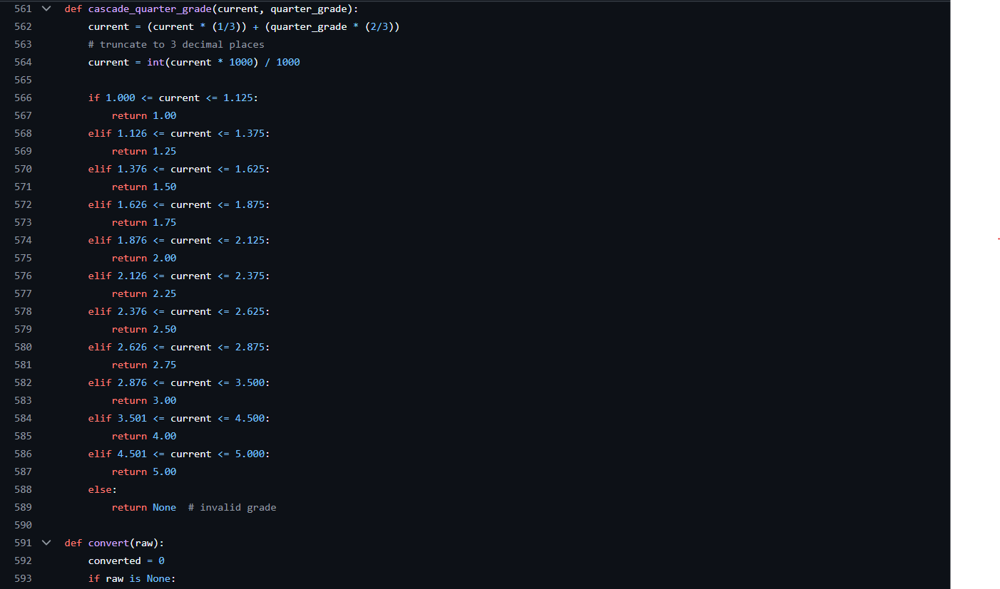 561 def cascade_quarter_grade(current, quarter_grade):
562     current = (current * (1/3)) + (quarter_grade * (2/3))
563     # truncate to 3 decimal places
564     current = int(current * 1000) / 1000
565
566     if 1.000 <= current <= 1.125:
567         return 1.00
568     elif 1.126 <= current <= 1.375:
569         return 1.25
570     elif 1.376 <= current <= 1.625:
571         return 1.50
572     elif 1.626 <= current <= 1.875:
573         return 1.75
574     elif 1.876 <= current <= 2.125:
575         return 2.00
576     elif 2.126 <= current <= 2.375:
577         return 2.25
578     elif 2.376 <= current <= 2.625:
579         return 2.50
580     elif 2.626 <= current <= 2.875:
581         return 2.75
582     elif 2.876 <= current <= 3.500:
583         return 3.00
584     elif 3.501 <= current <= 4.500:
585         return 4.00
586     elif 4.501 <= current <= 5.000:
587         return 5.00
588     else:
589         return None  # invalid grade
590
591 def convert(raw):
592     converted = 0
593     if raw is None: